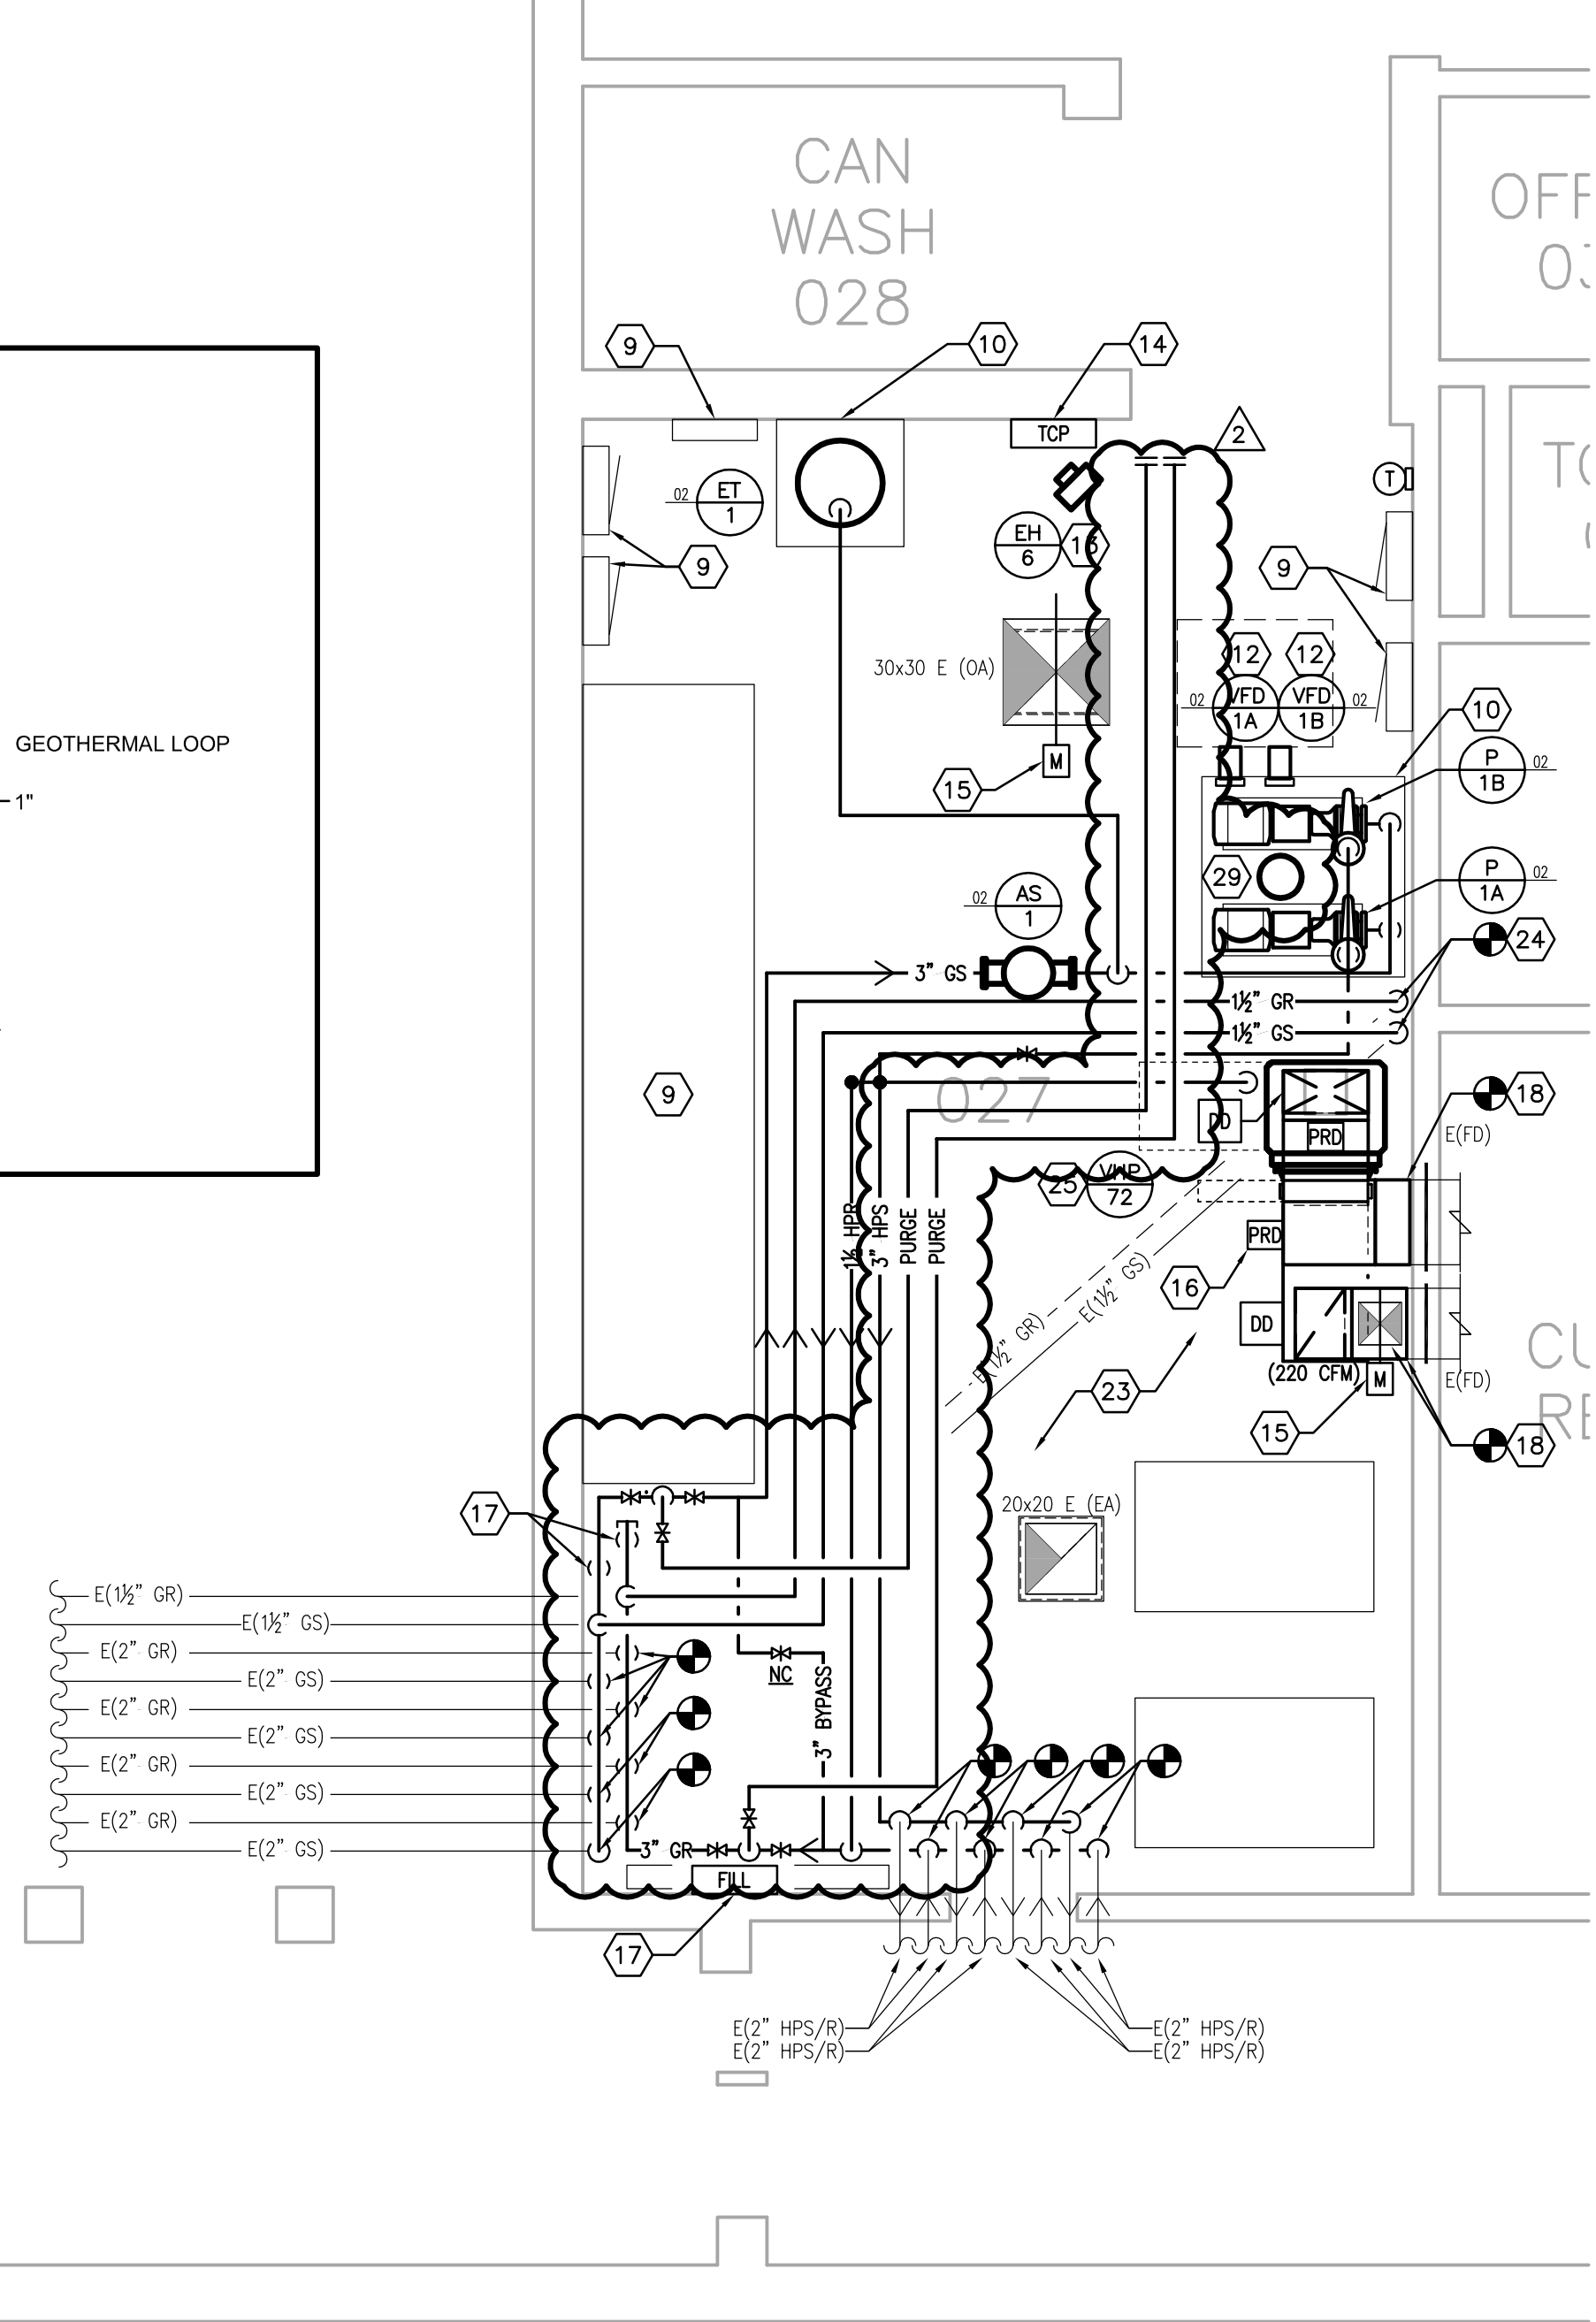 CAN
WASH
028
OFF
9
10
14
TCP
2
T
02 ET
1
EH
6
13
9
9
30x30 E (OA)
12
12
02 VFD
1A
VFD
1B 02
M
15
10
P
1B 02
GEOTHERMAL LOOP
1"
29
P
1A 02
02 AS
1
24
3" GS
1½" GR
1½" GS
9
027
DD
PRD
18
E(FD)
25
VHP
72
1½ HPR
3" HPS
PURGE
PURGE
PRD
16
E(1½" GR)
E(1½" GS)
DD
(220 CFM)
M
E(FD)
CU
RE
23
15
18
17
20x20 E (EA)
E(1½" GR)
E(1½" GS)
E(2" GR)
E(2" GS)
E(2" GR)
E(2" GS)
E(2" GR)
E(2" GS)
E(2" GR)
E(2" GS)
NC
3" BYPASS
3" GR
FILL
17
E(2" HPS/R)
E(2" HPS/R)
E(2" HPS/R)
E(2" HPS/R)